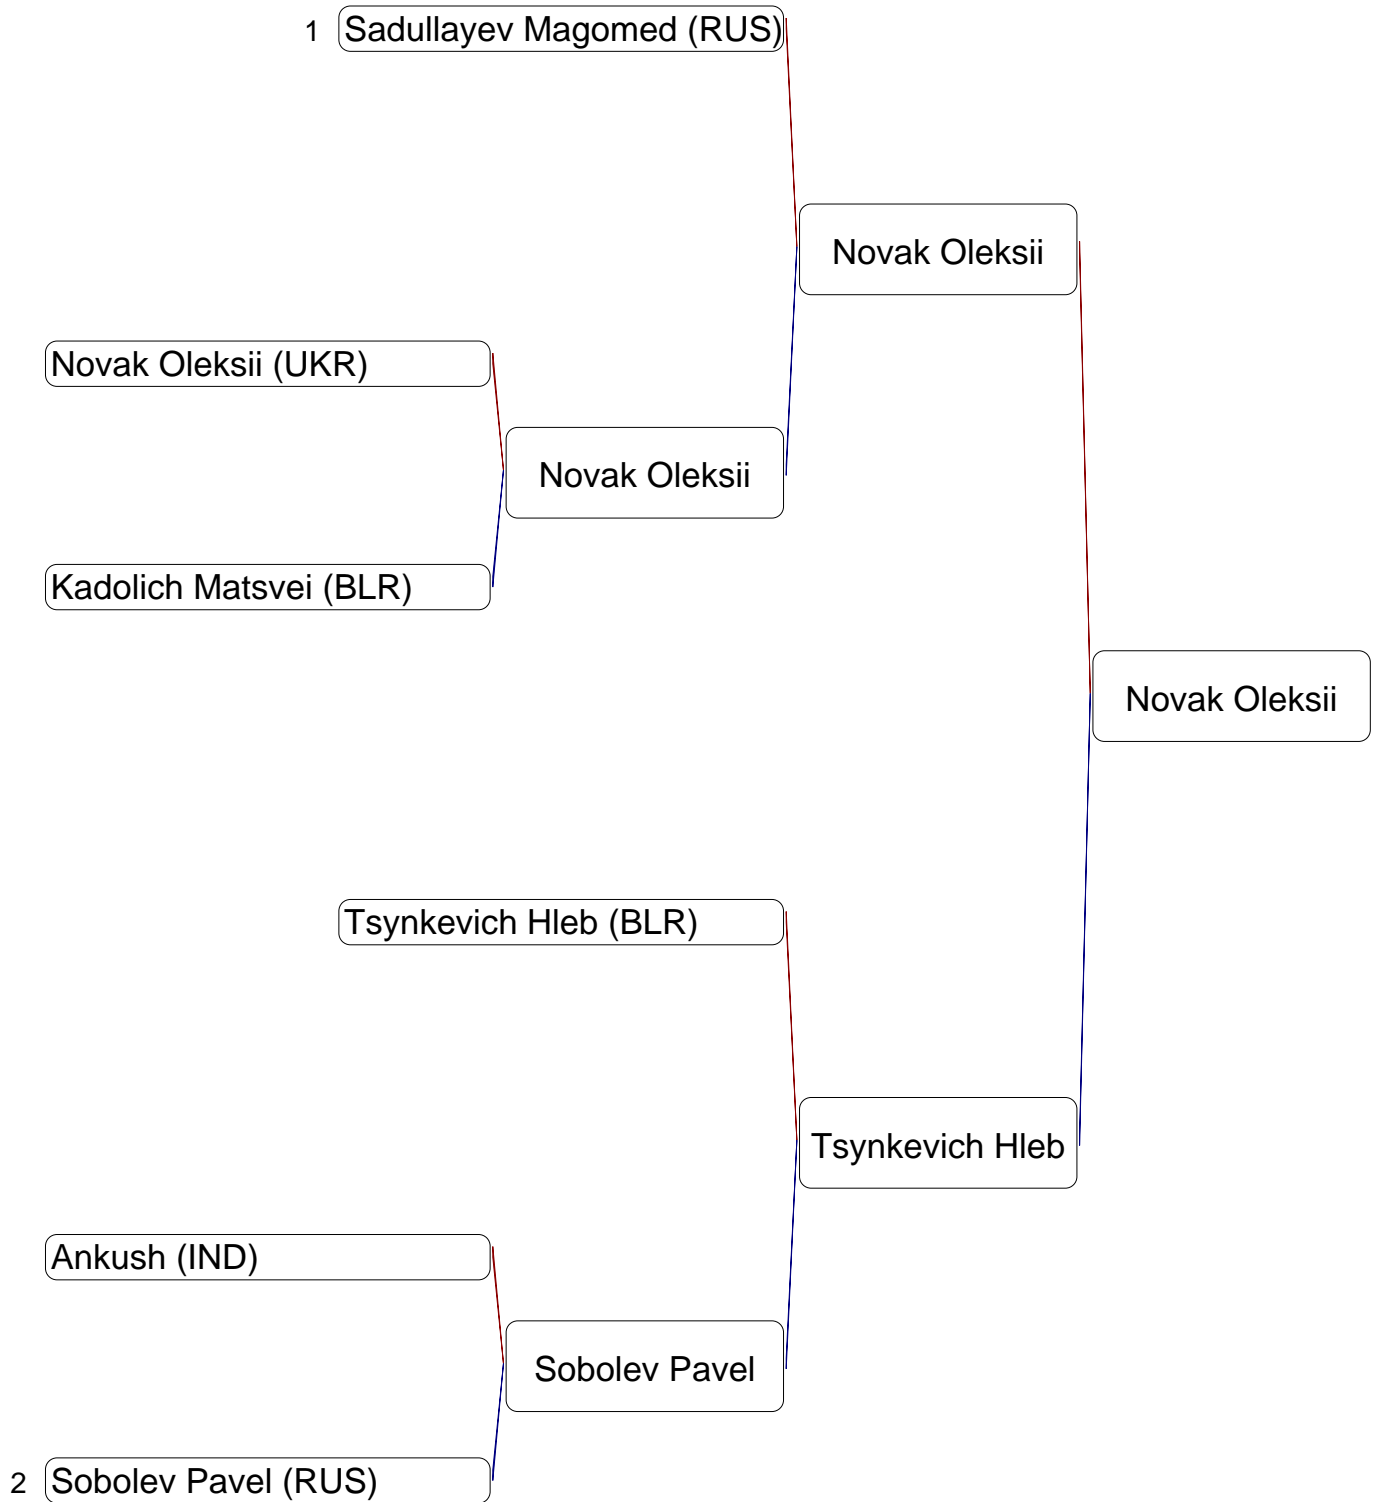 1 Sadullayev Magomed (RUS)
Novak Oleksii
Novak Oleksii (UKR)
Novak Oleksii
Kadolich Matsvei (BLR)
Novak Oleksii
Tsynkevich Hleb (BLR)
Tsynkevich Hleb
Ankush (IND)
Sobolev Pavel
2 Sobolev Pavel (RUS)